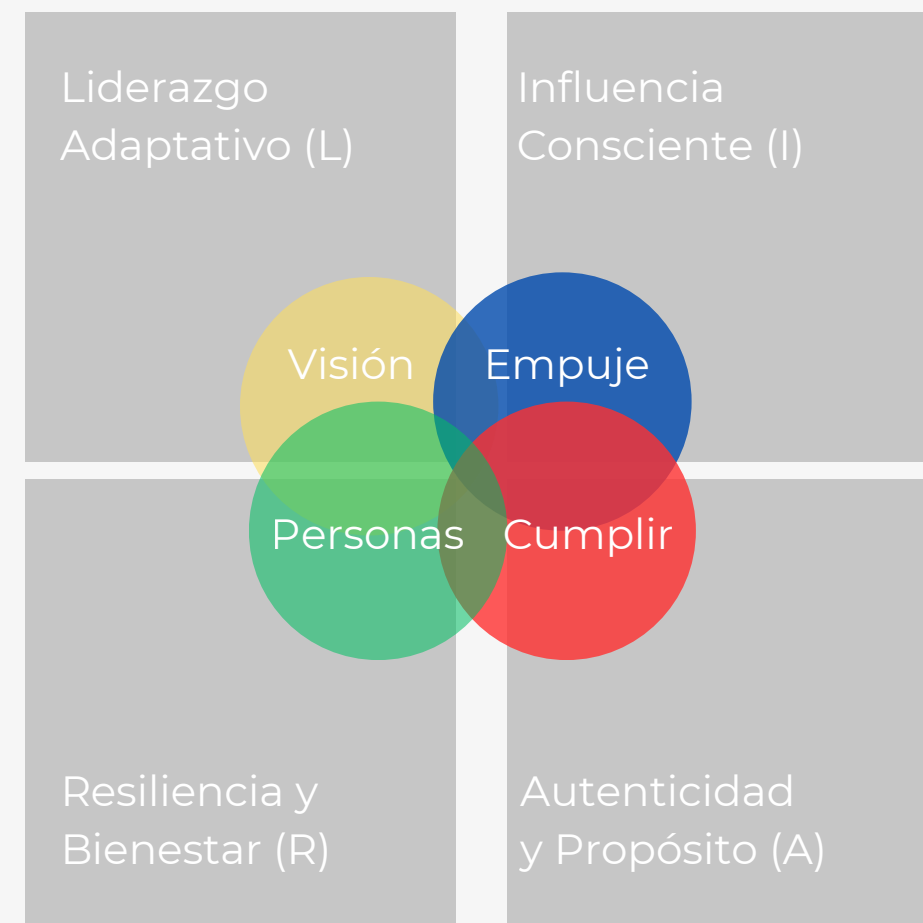 Liderazgo
Adaptativo (L)
Influencia
Consciente (I)
Visión
Empuje
Personas
Cumplir
Resiliencia y
Bienestar (R)
Autenticidad
y Propósito (A)